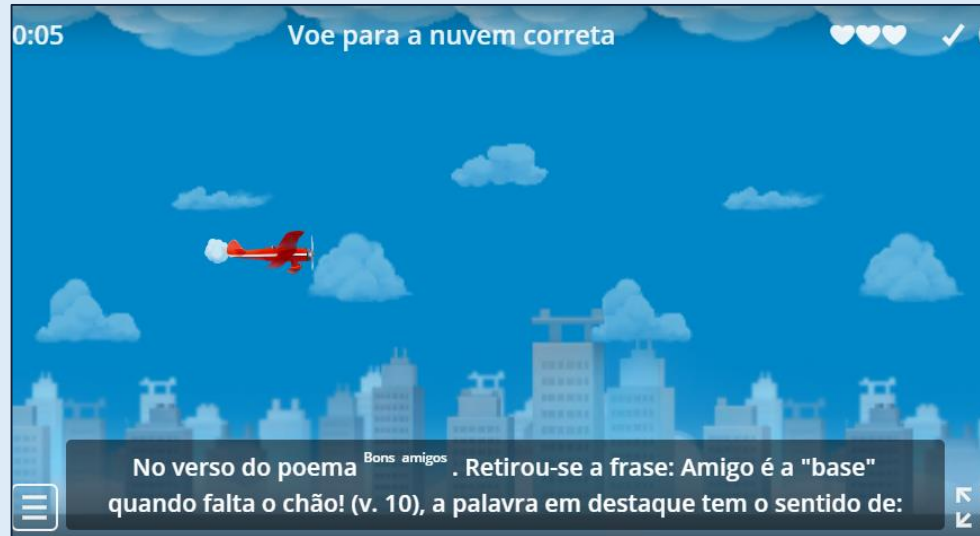 0:05
Voe para a nuvem correta
No verso do poema Bons amigos . Retirou-se a frase: Amigo é a "base"
quando falta o chão! (v. 10), a palavra em destaque tem o sentido de: